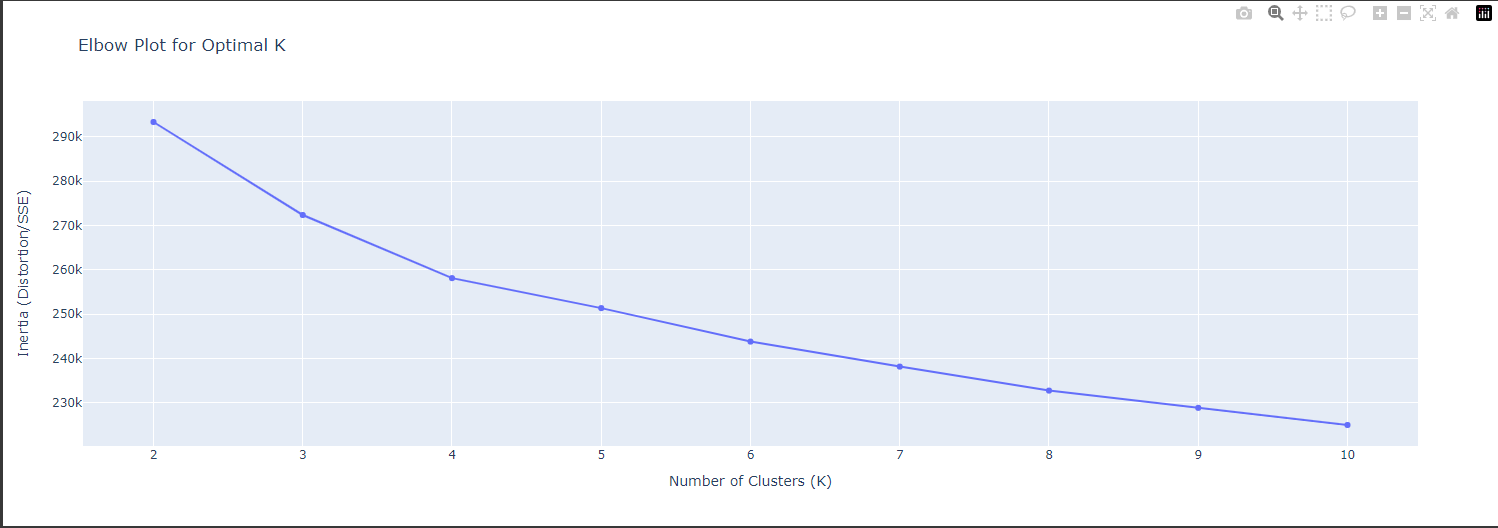 Elbow Plot for Optimal K
290k
280k
270k
260k
250k
240k
230k
Inertia (Distortion/SSE)
2 3 4 5 6 7 8 9 10
Number of Clusters (K)